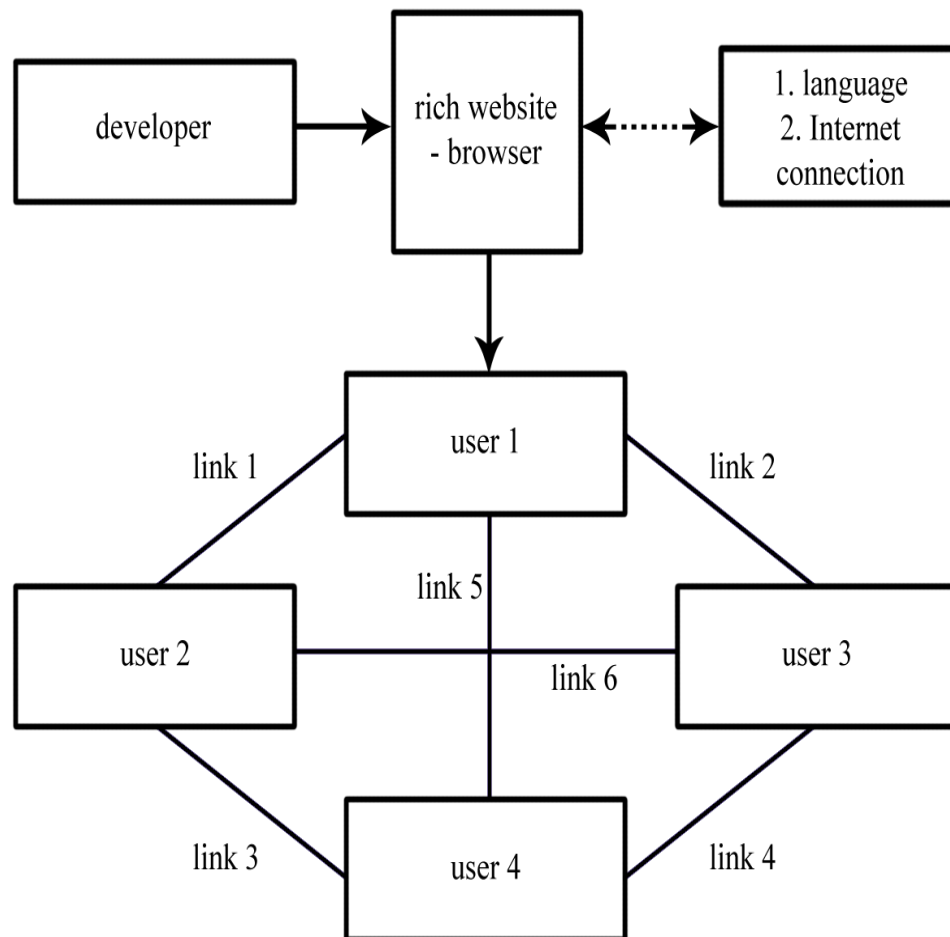 developer
rich website
- browser
1. language
2. Internet
connection
user 1
link 1
link 2
link 5
user 2
user 3
link 6
link 3
user 4
link 4